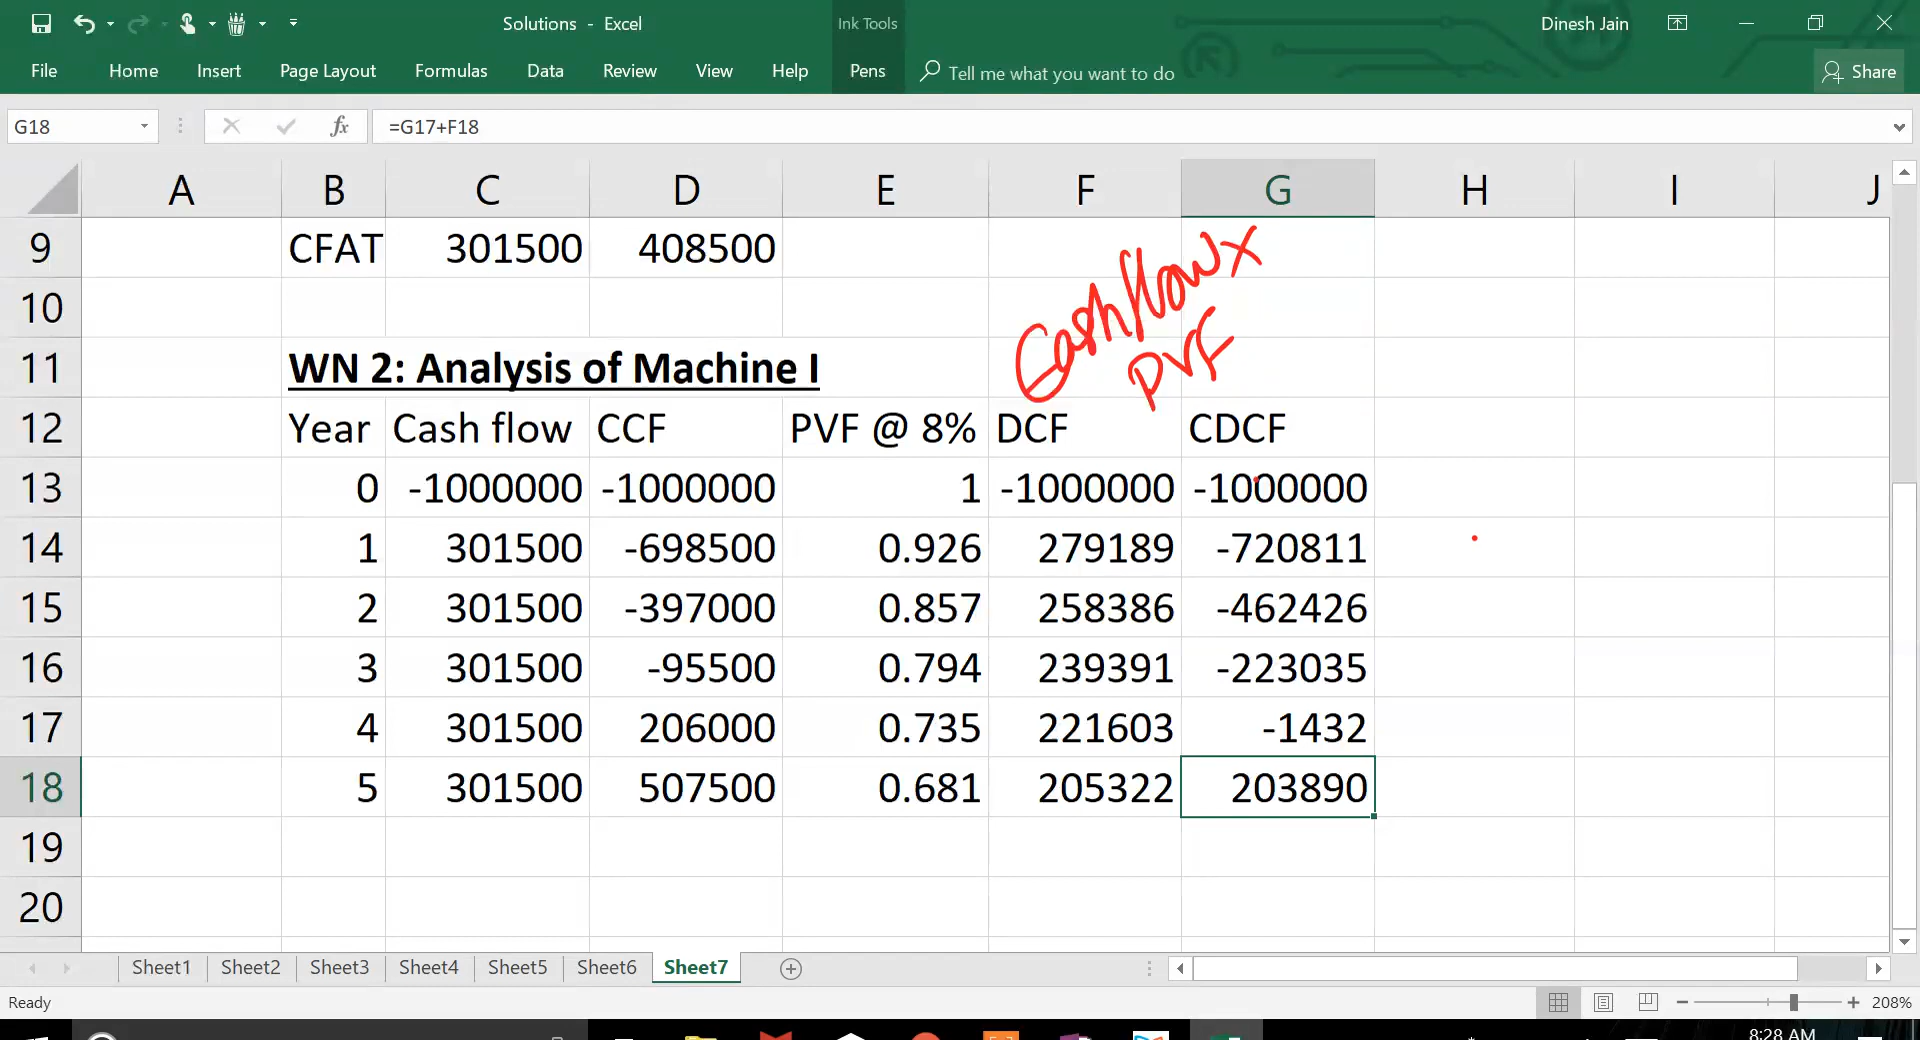 Solutions - Excel
Ink Tools
Dinesh Jain
File Home Insert Page Layout Formulas Data Review View Help Pens Tell me what you want to do Share
G18 fx =G17+F18
A B C D E F G H I J
9 CFAT 301500 408500
Cashflow x
10
PVF
11 WN 2: Analysis of Machine I
12 Year Cash flow CCF PVF @ 8% DCF CDCF
13 0 -1000000 -1000000 1 -1000000 -1000000
14 1 301500 -698500 0.926 279189 -720811
15 2 301500 -397000 0.857 258386 -462426
16 3 301500 -95500 0.794 239391 -223035
17 4 301500 206000 0.735 221603 -1432
18 5 301500 507500 0.681 205322 203890
19
20
Sheet1 Sheet2 Sheet3 Sheet4 Sheet5 Sheet6 Sheet7
Ready 208%
8:28 AM